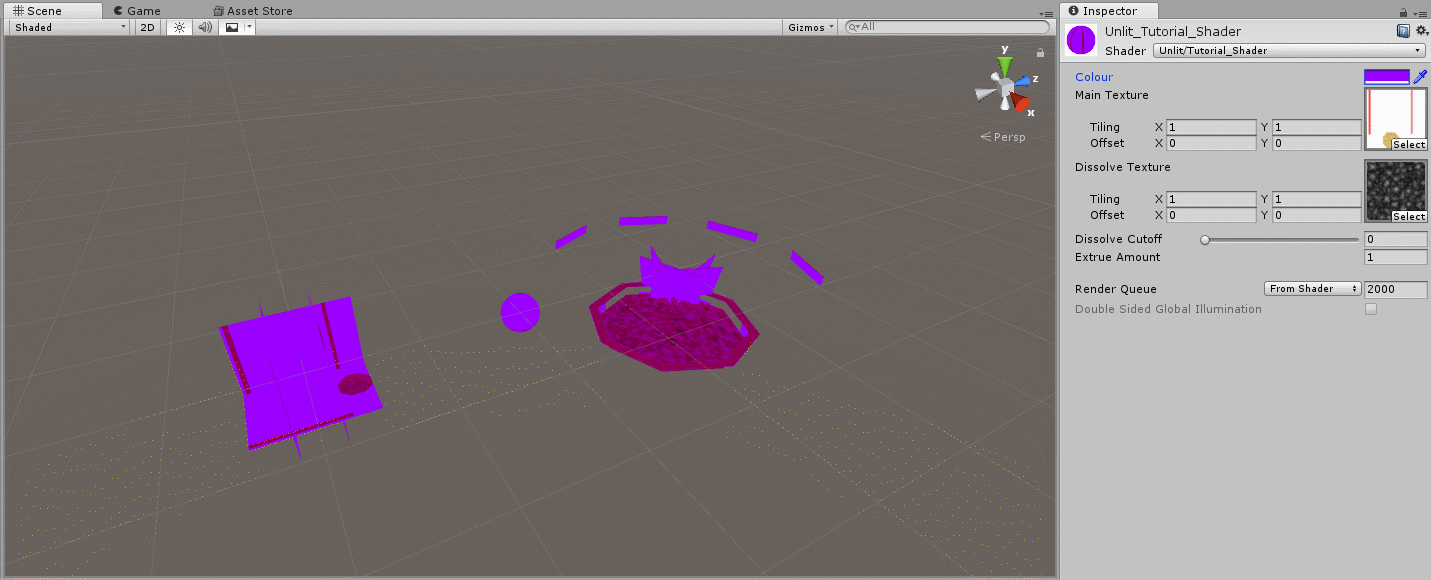 Scene Game Asset Store
Shaded 2D Gizmos All
y
z
x
Persp
Inspector
Unlit_Tutorial_Shader
Shader Unlit/Tutorial_Shader
Colour
Main Texture
Tiling X 1 Y 1
Offset X 0 Y 0
Select
Dissolve Texture
Tiling X 1 Y 1
Offset X 0 Y 0
Select
Dissolve Cutoff 0
Extrue Amount 1
Render Queue From Shader 2000
Double Sided Global Illumination